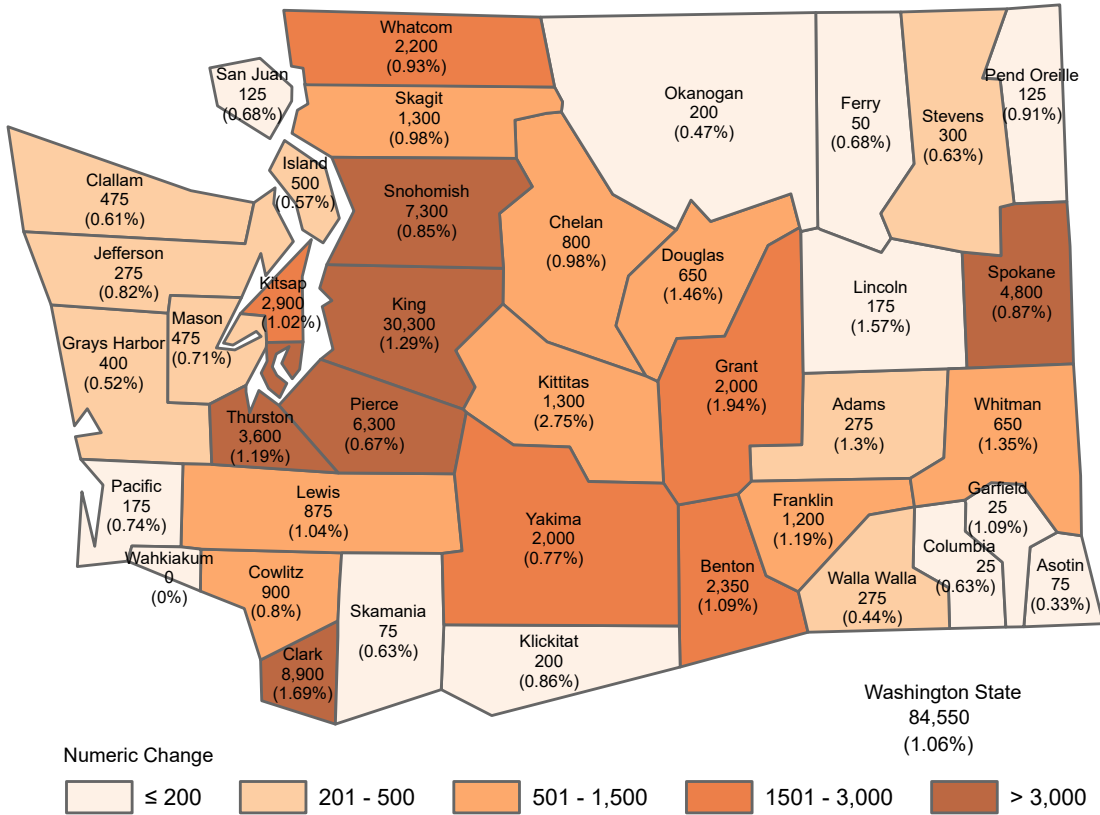 Whatcom
2,200
(0.93%)
San Juan
125
(0.68%)
Skagit
1,300
(0.98%)
Okanogan
200
(0.47%)
Ferry
50
(0.68%)
Stevens
300
(0.63%)
Pend Oreille
125
(0.91%)
Island
500
(0.57%)
Clallam
475
(0.61%)
Snohomish
7,300
(0.85%)
Chelan
800
(0.98%)
Douglas
650
(1.46%)
Jefferson
275
(0.82%)
Kitsap
2,900
(1.02%)
King
30,300
(1.29%)
Lincoln
175
(1.57%)
Spokane
4,800
(0.87%)
Mason
475
(0.71%)
Grays Harbor
400
(0.52%)
Kittitas
1,300
(2.75%)
Grant
2,000
(1.94%)
Adams
275
(1.3%)
Whitman
650
(1.35%)
Thurston
3,600
(1.19%)
Pierce
6,300
(0.67%)
Pacific
175
(0.74%)
Lewis
875
(1.04%)
Yakima
2,000
(0.77%)
Franklin
1,200
(1.19%)
Garfield
25
(1.09%)
Columbia
25
(0.63%)
Wahkiakum
0
(0%)
Cowlitz
900
(0.8%)
Benton
2,350
(1.09%)
Walla Walla
275
(0.44%)
Asotin
75
(0.33%)
Skamania
75
(0.63%)
Klickitat
200
(0.86%)
Clark
8,900
(1.69%)
Washington State
84,550
(1.06%)
Numeric Change
≤ 200
201 - 500
501 - 1,500
1501 - 3,000
> 3,000